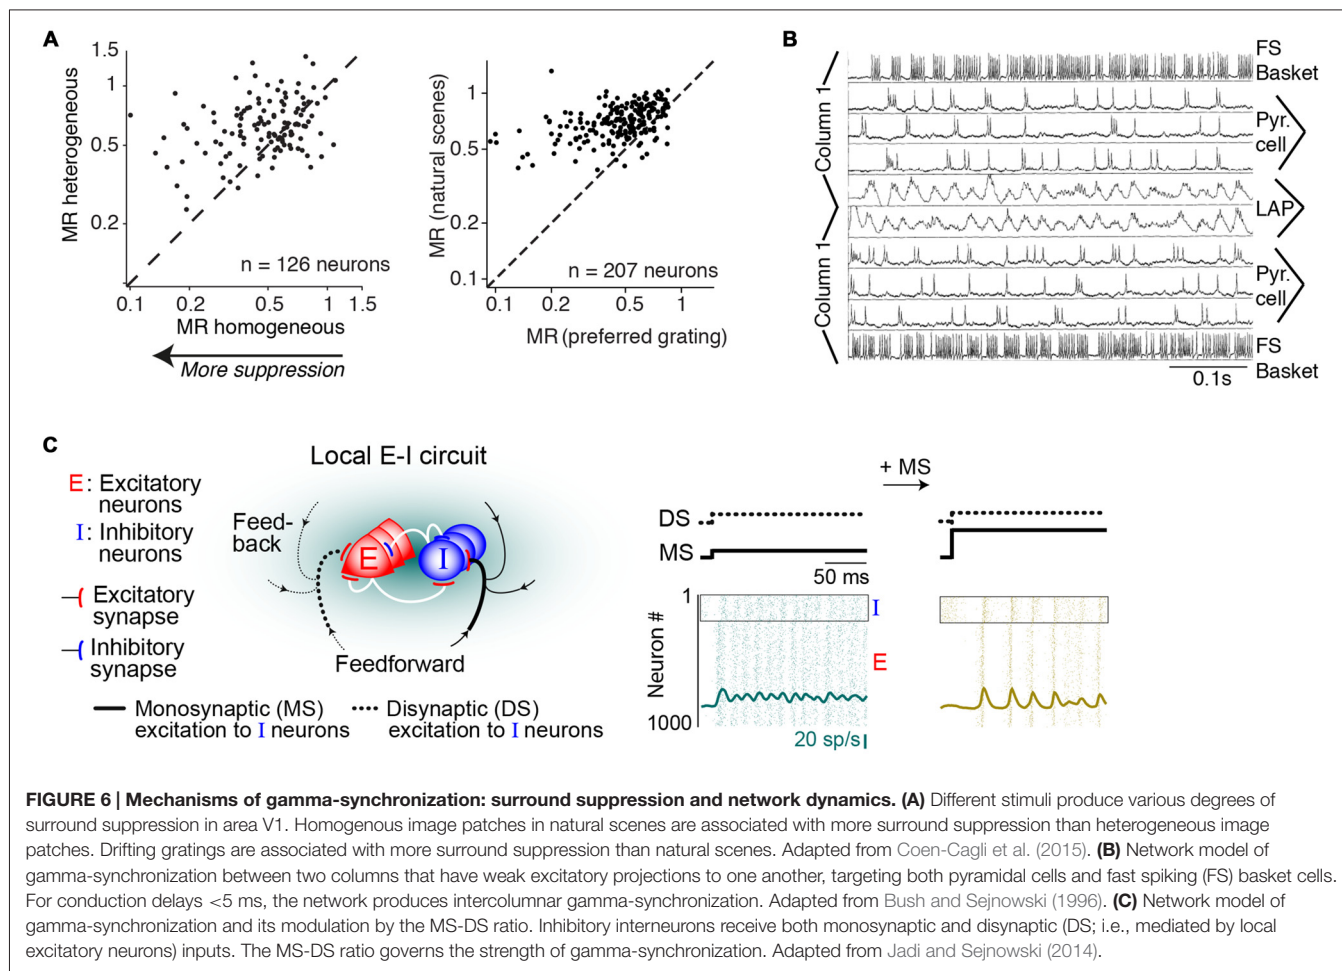 A
1.5
1
0.5
0.2
MR heterogeneous
n = 126 neurons
0.1
0.2
0.5
1
1.5
MR homogeneous
More suppression
1
0.5
0.2
0.1
MR (natural scenes)
n = 207 neurons
0.1
0.2
0.5
1
MR (preferred grating)
B
Column 1
Column 1
FS
Basket
Pyr.
cell
LAP
Pyr.
cell
FS
Basket
0.1s
C
E : Excitatory
neurons
I : Inhibitory
neurons
Excitatory
synapse
Inhibitory
synapse
Local E-I circuit
Feed-
back
E
I
Feedforward
Monosynaptic (MS)
excitation to I neurons
Disynaptic (DS)
excitation to I neurons
+ MS
DS
MS
50 ms
1
Neuron #
1000
I
E
20 sp/s
FIGURE 6 | Mechanisms of gamma-synchronization: surround suppression and network dynamics. (A) Different stimuli produce various degrees of
surround suppression in area V1. Homogenous image patches in natural scenes are associated with more surround suppression than heterogeneous image
patches. Drifting gratings are associated with more surround suppression than natural scenes. Adapted from Coen-Cagli et al. (2015). (B) Network model of
gamma-synchronization between two columns that have weak excitatory projections to one another, targeting both pyramidal cells and fast spiking (FS) basket cells.
For conduction delays <5 ms, the network produces intercolumnar gamma-synchronization. Adapted from Bush and Sejnowski (1996). (C) Network model of
gamma-synchronization and its modulation by the MS-DS ratio. Inhibitory interneurons receive both monosynaptic and disynaptic (DS; i.e., mediated by local
excitatory neurons) inputs. The MS-DS ratio governs the strength of gamma-synchronization. Adapted from Jadi and Sejnowski (2014).